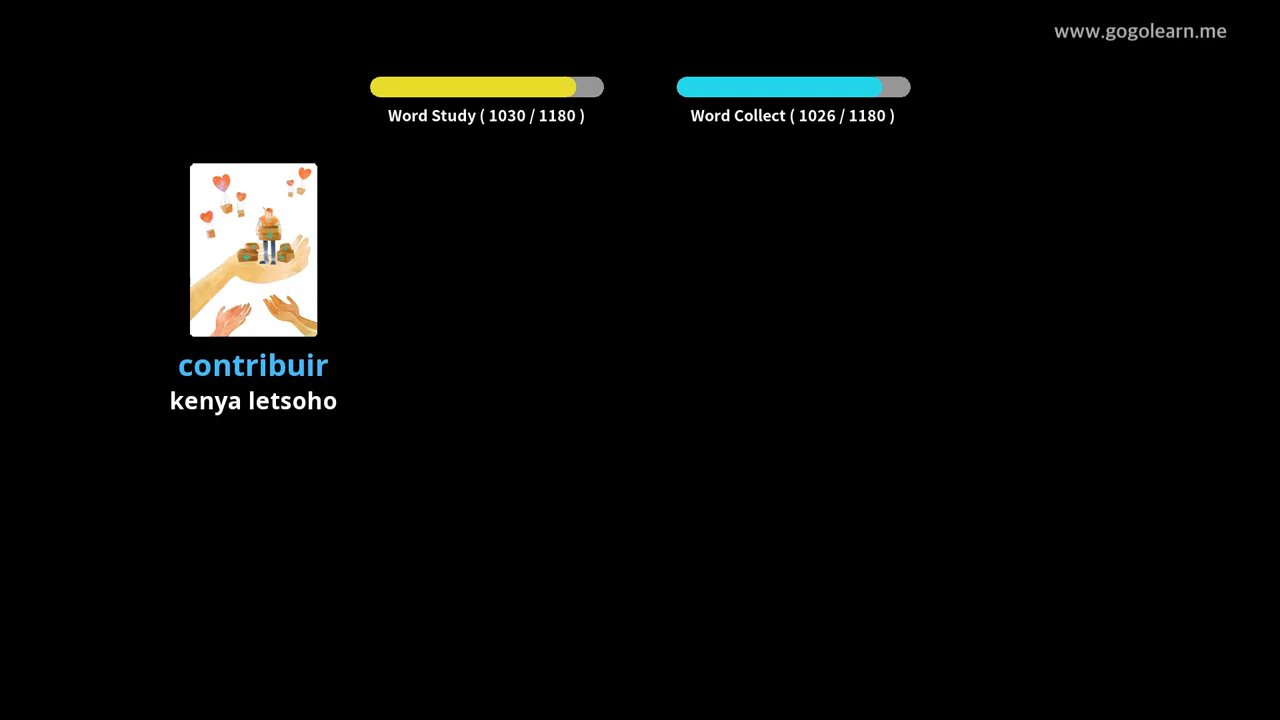 www.gogolearn.me
Word Study ( 1030 / 1180 )
Word Collect ( 1026 / 1180 )
contribuir
kenya letsoho